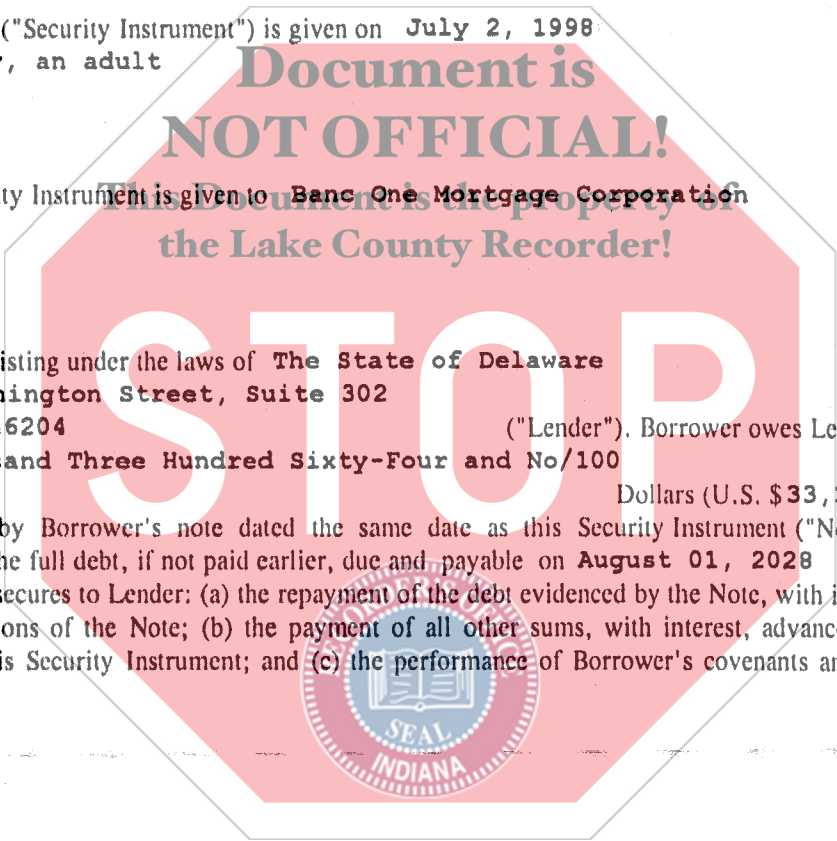 ("Security Instrument") is given on July 2, 1998
, an adult
Document is
NOT OFFICIAL!
ty Instrument is given to Banc One Mortgage Corporation
This Document is the property of
the Lake County Recorder!
STOP
isting under the laws of The State of Delaware
ington Street, Suite 302
6204 ("Lender"). Borrower owes Le
and Three Hundred Sixty-Four and No/100
Dollars (U.S. $33,
by Borrower's note dated the same date as this Security Instrument ("N
he full debt, if not paid earlier, due and payable on August 01, 2028
secures to Lender: (a) the repayment of the debt evidenced by the Note, with i
ons of the Note; (b) the payment of all other sums, with interest, advanc
is Security Instrument; and (c) the performance of Borrower's covenants a
RECORDER'S OFFICE
SEAL
INDIANA